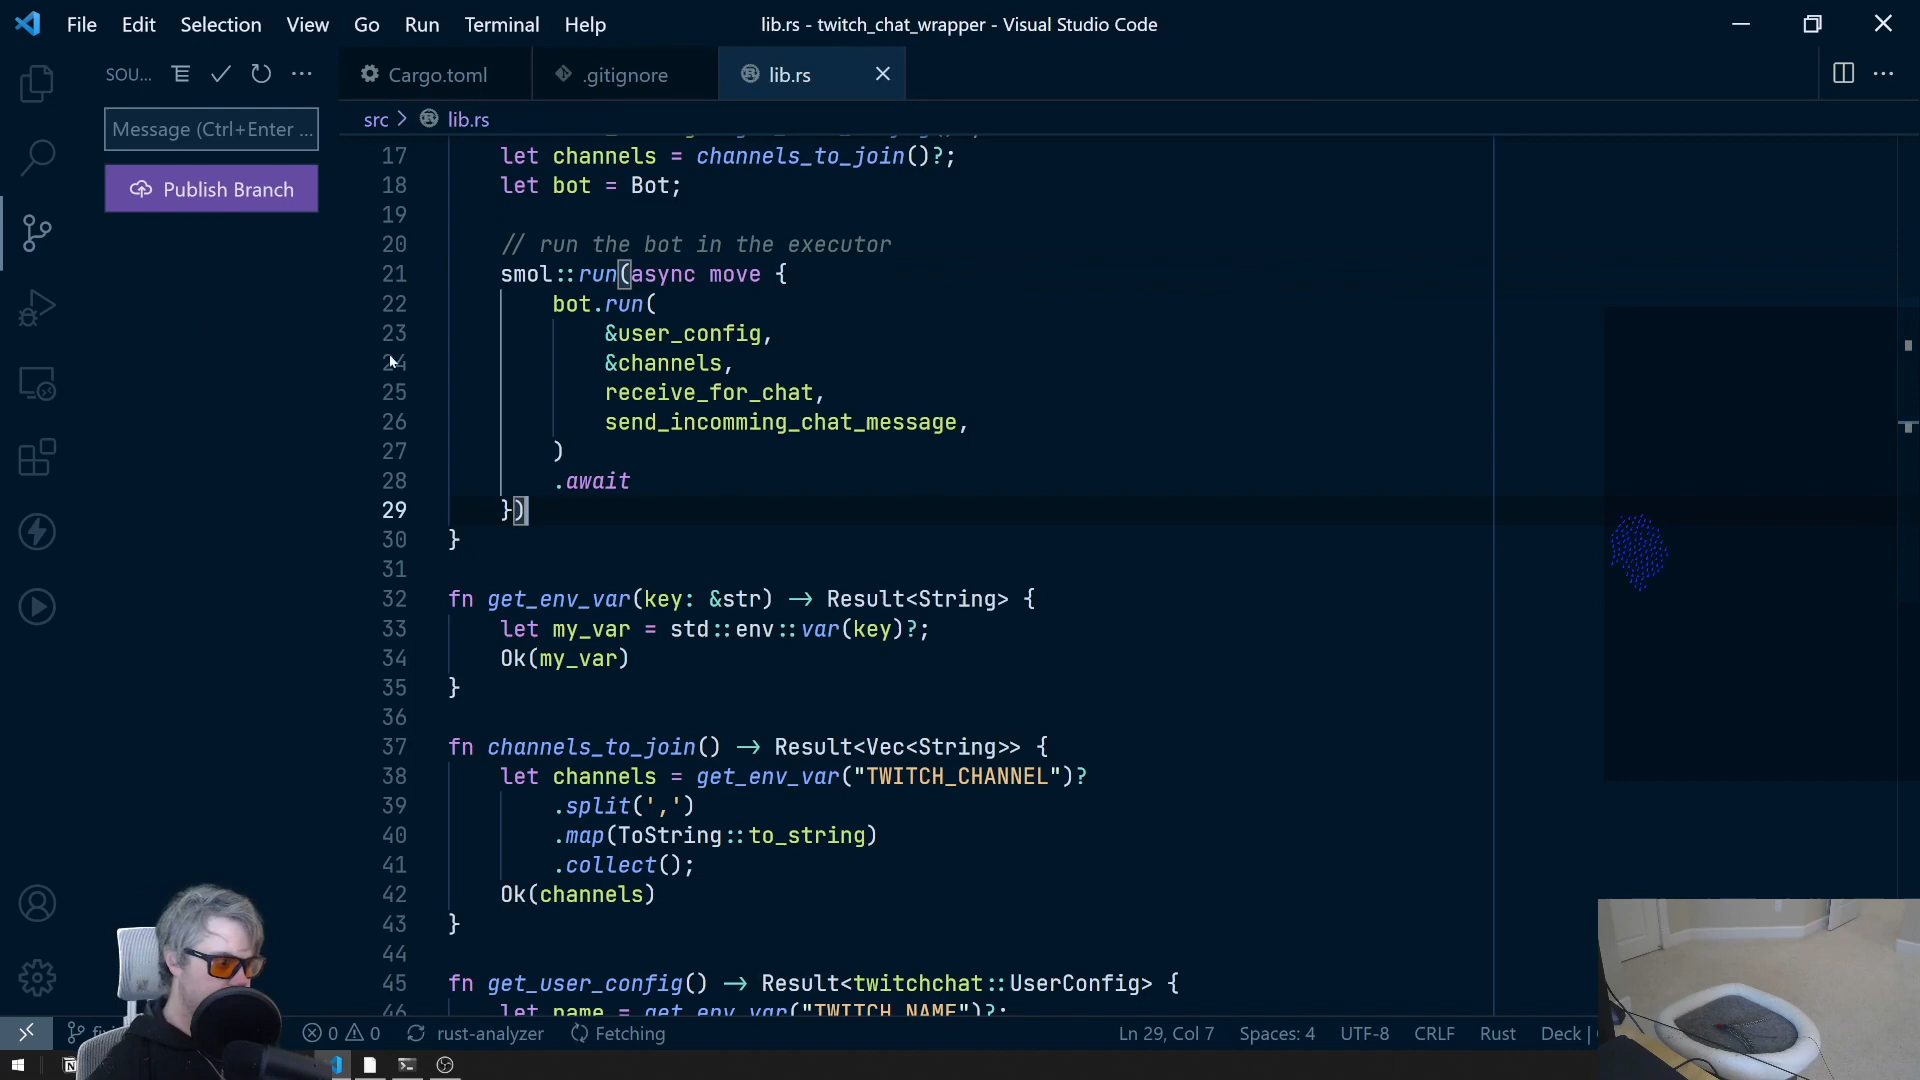 File Edit Selection View Go Run Terminal Help
lib.rs - twitch_chat_wrapper - Visual Studio Code
SOU...
Cargo.toml
.gitignore
lib.rs
Message (Ctrl+Enter ...
Publish Branch
src > lib.rs
17 let channels = channels_to_join()?;
18 let bot = Bot;
19
20 // run the bot in the executor
21 smol::run(async move {
22 bot.run(
23 &user_config,
24 &channels,
25 receive_for_chat,
26 send_incomming_chat_message,
27 )
28 .await
29 })
30 }
31
32 fn get_env_var(key: &str) -> Result<String> {
33 let my_var = std::env::var(key)?;
34 Ok(my_var)
35 }
36
37 fn channels_to_join() -> Result<Vec<String>> {
38 let channels = get_env_var("TWITCH_CHANNEL")?
39 .split(',')
40 .map(ToString::to_string)
41 .collect();
42 Ok(channels)
43 }
44
45 fn get_user_config() -> Result<twitchchat::UserConfig> {
46 let name = get_env_var("TWITCH_NAME")?;
0 0 rust-analyzer Fetching
Ln 29, Col 7 Spaces: 4 UTF-8 CRLF Rust Deck |